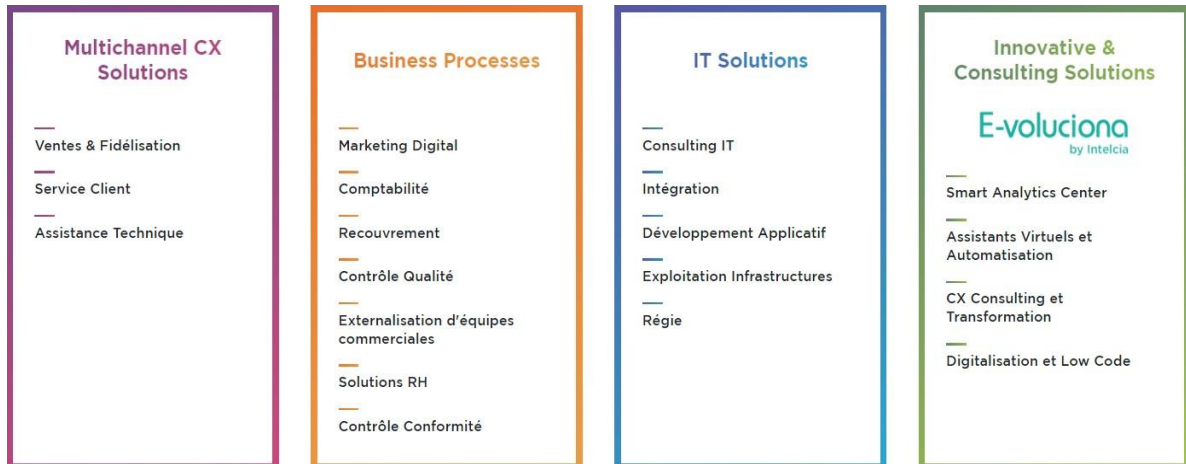 Multichannel CX
Solutions
Ventes & Fidélisation
Service Client
Assistance Technique
Business Processes
Marketing Digital
Comptabilité
Recouvrement
Contrôle Qualité
Externalisation d'équipes
commerciales
Solutions RH
Contrôle Conformité
IT Solutions
Consulting IT
Intégration
Développement Applicatif
Exploitation Infrastructures
Régie
Innovative &
Consulting Solutions
E-voluciona
by Intelcia
Smart Analytics Center
Assistants Virtuels et
Automatisation
CX Consulting et
Transformation
Digitalisation et Low Code